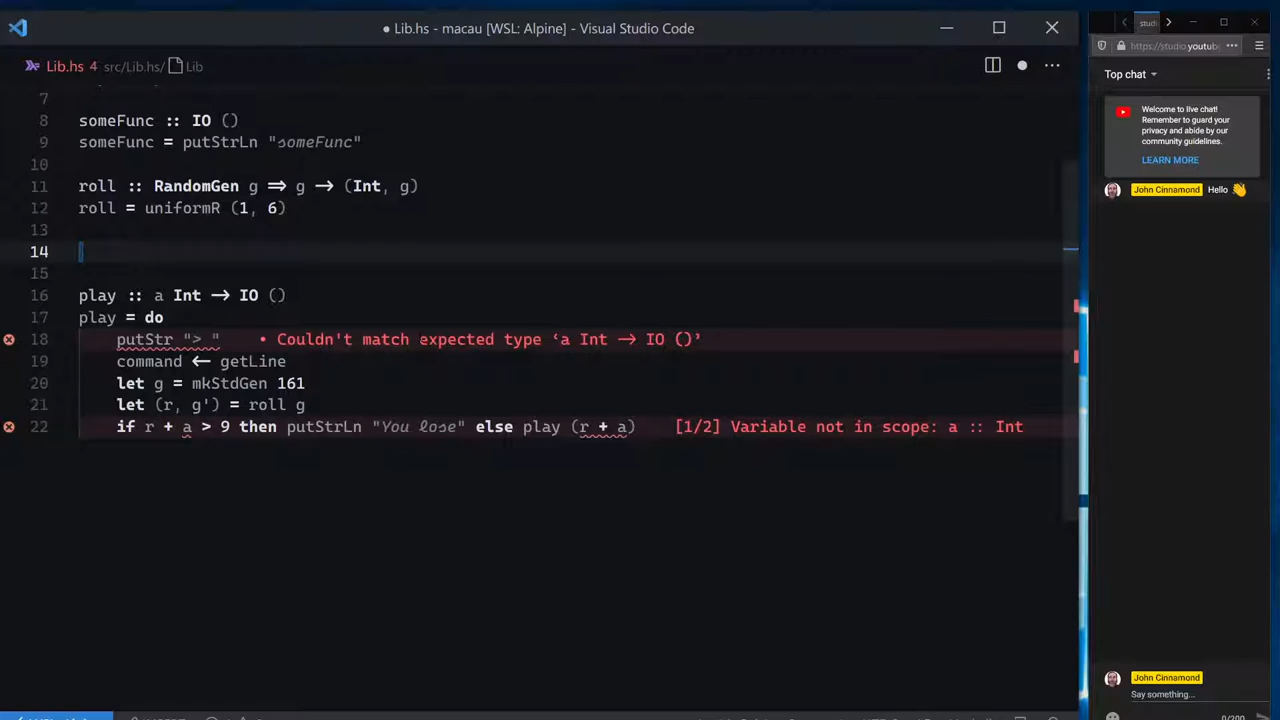 ● Lib.hs - macau [WSL: Alpine] - Visual Studio Code
Lib.hs 4 src/Lib.hs/ Lib
7
8 someFunc :: IO ()
9 someFunc = putStrLn "someFunc"
10
11 roll :: RandomGen g ⇒ g → (Int, g)
12 roll = uniformR (1, 6)
13
14
15
16 play :: a Int → IO ()
17 play = do
18 putStr "> " • Couldn't match expected type ‘a Int → IO ()’
19 command ← getLine
20 let g = mkStdGen 161
21 let (r, g') = roll g
22 if r + a > 9 then putStrLn "You lose" else play (r + a) [1/2] Variable not in scope: a :: Int
https://studio.youtub
Top chat
Welcome to live chat!
Remember to guard your
privacy and abide by our
community guidelines.
LEARN MORE
John Cinnamond Hello 👋
John Cinnamond
Say something...
0/200